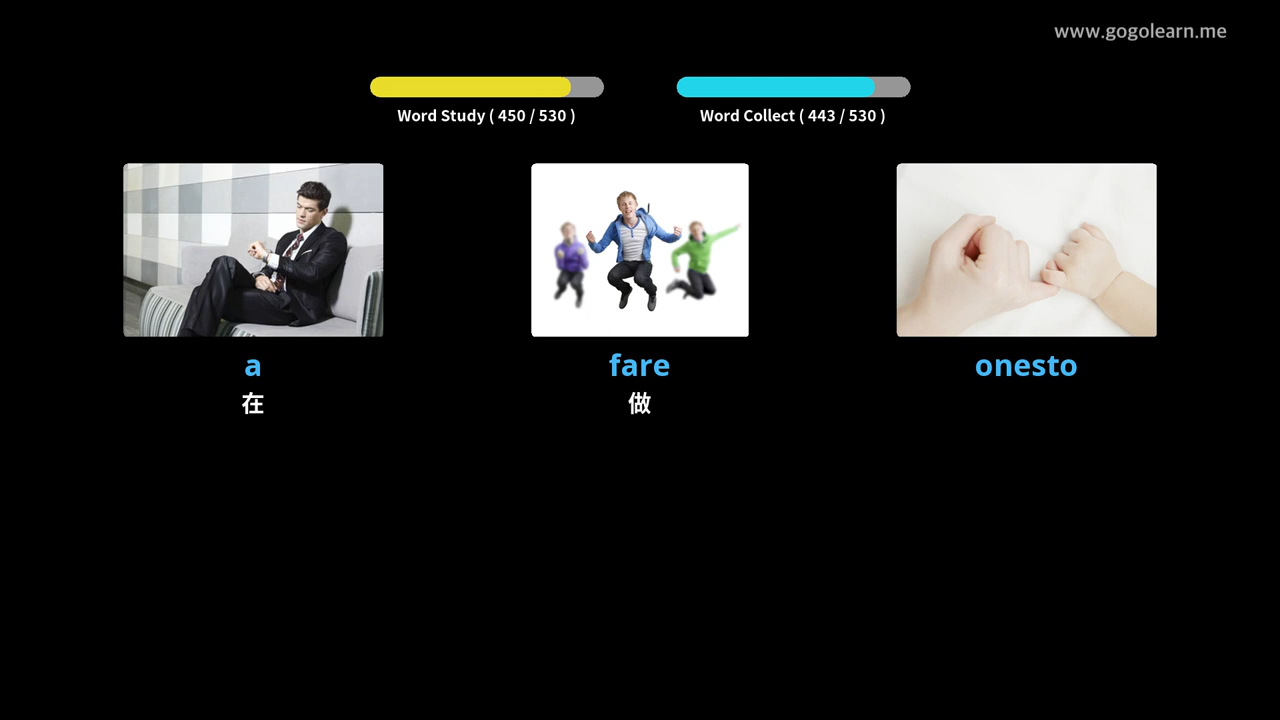 www.gogolearn.me
Word Study ( 450 / 530 )
Word Collect ( 443 / 530 )
a
在
fare
做
onesto